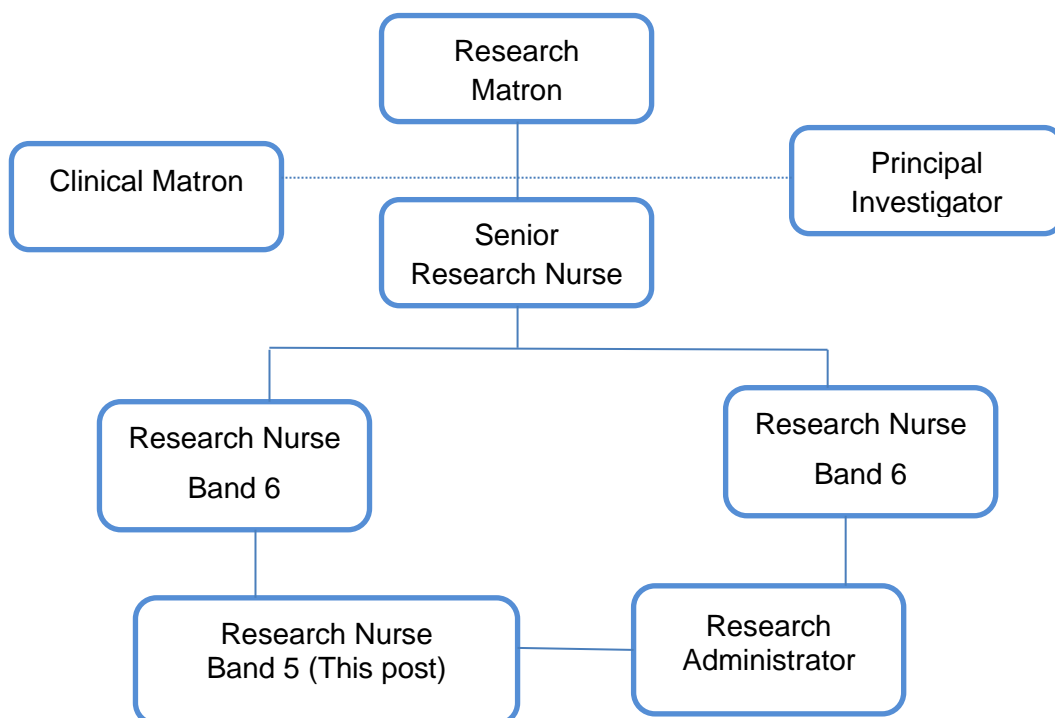 Research
Matron
Clinical Matron
Principal
Investigator
Senior
Research Nurse
Research Nurse
Band 6
Research Nurse
Band 6
Research Nurse
Band 5 (This post)
Research
Administrator